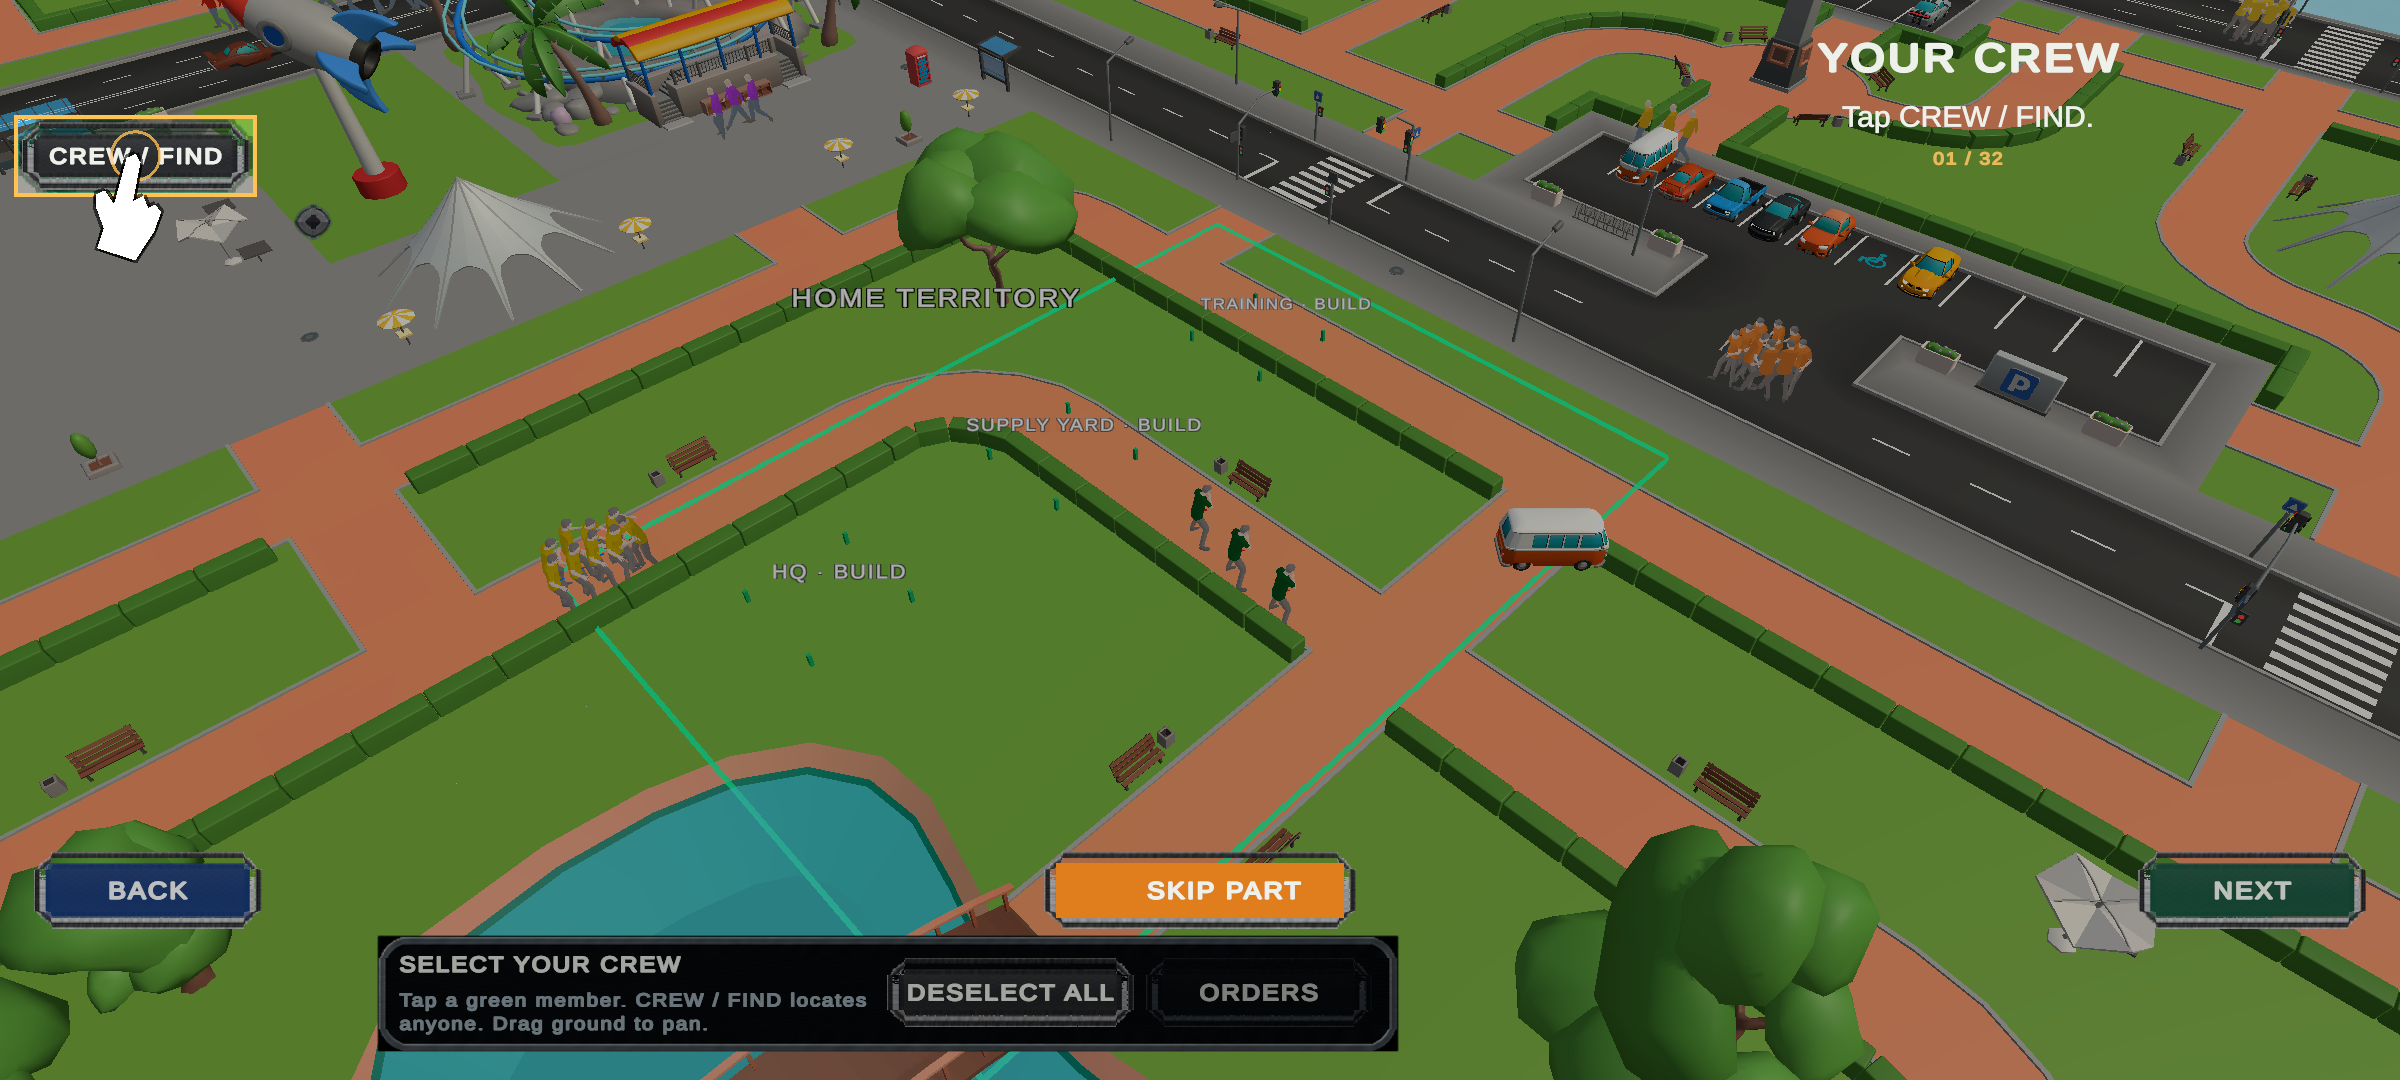 YOUR CREW
Tap CREW / FIND.
01 / 32
CREW / FIND
HOME TERRITORY
TRAINING · BUILD
SUPPLY YARD · BUILD
HQ · BUILD
P
BACK
SKIP PART
NEXT
SELECT YOUR CREW
Tap a green member. CREW / FIND locates
anyone. Drag ground to pan.
DESELECT ALL
ORDERS